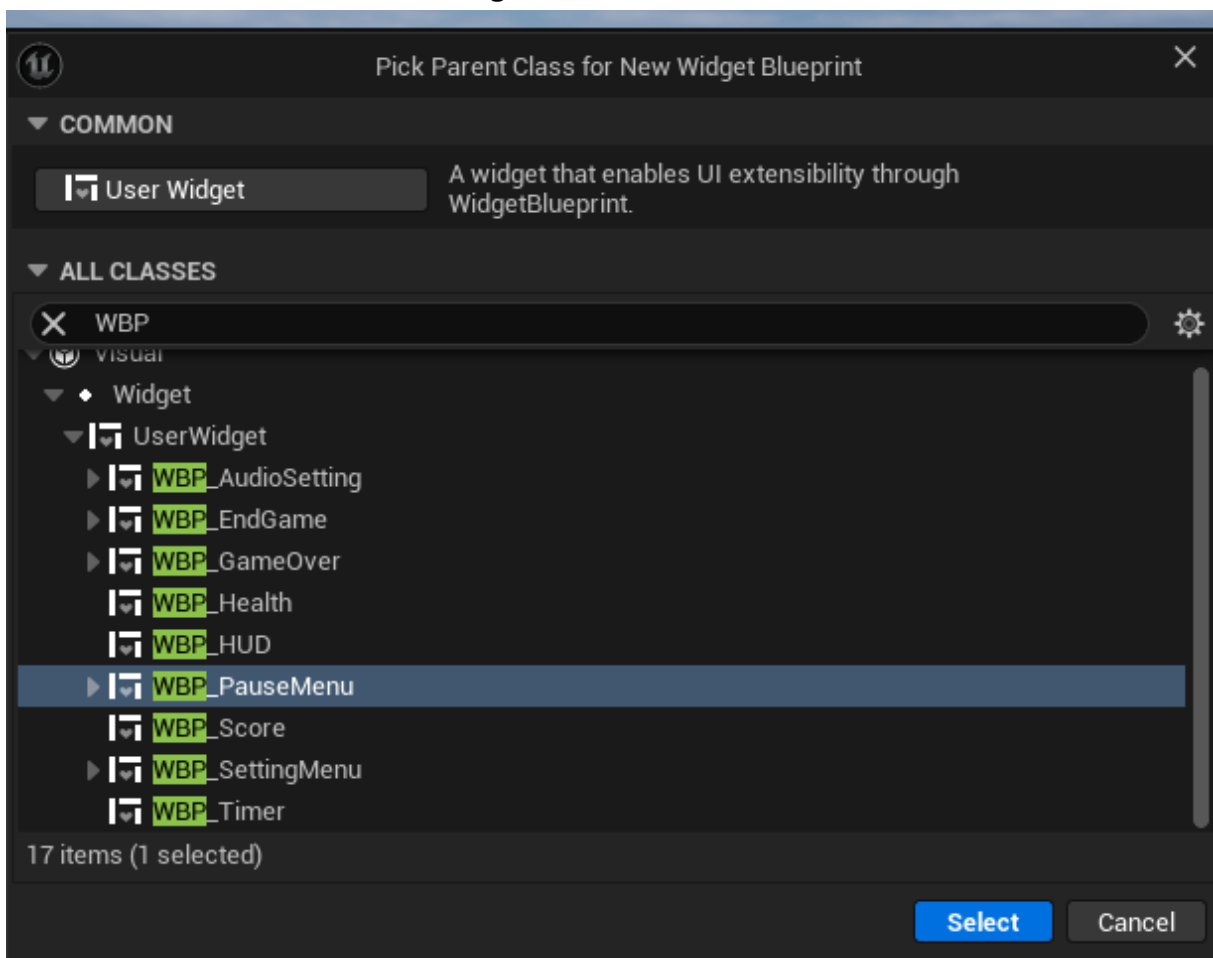 Pick Parent Class for New Widget Blueprint
COMMON
User Widget
A widget that enables UI extensibility through
WidgetBlueprint.
ALL CLASSES
WBP
Visual
Widget
UserWidget
WBP_AudioSetting
WBP_EndGame
WBP_GameOver
WBP_Health
WBP_HUD
WBP_PauseMenu
WBP_Score
WBP_SettingMenu
WBP_Timer
17 items (1 selected)
Select Cancel